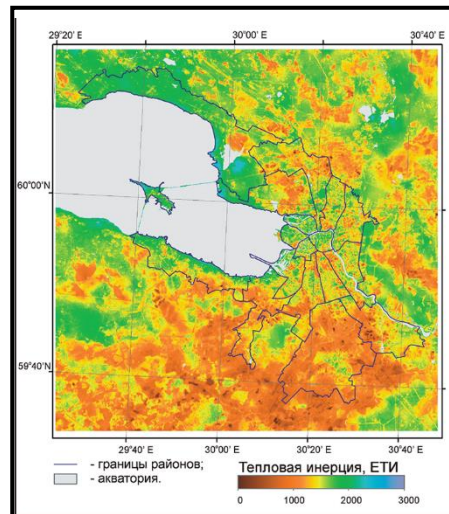 29°20' E
30°00' E
30°40' E
60°00' N
59°40' N
29°40' E
30°00' E
30°20' E
30°40' E
- границы районов;
- акватория.
Тепловая инерция, ЕТИ
0 1000 2000 3000